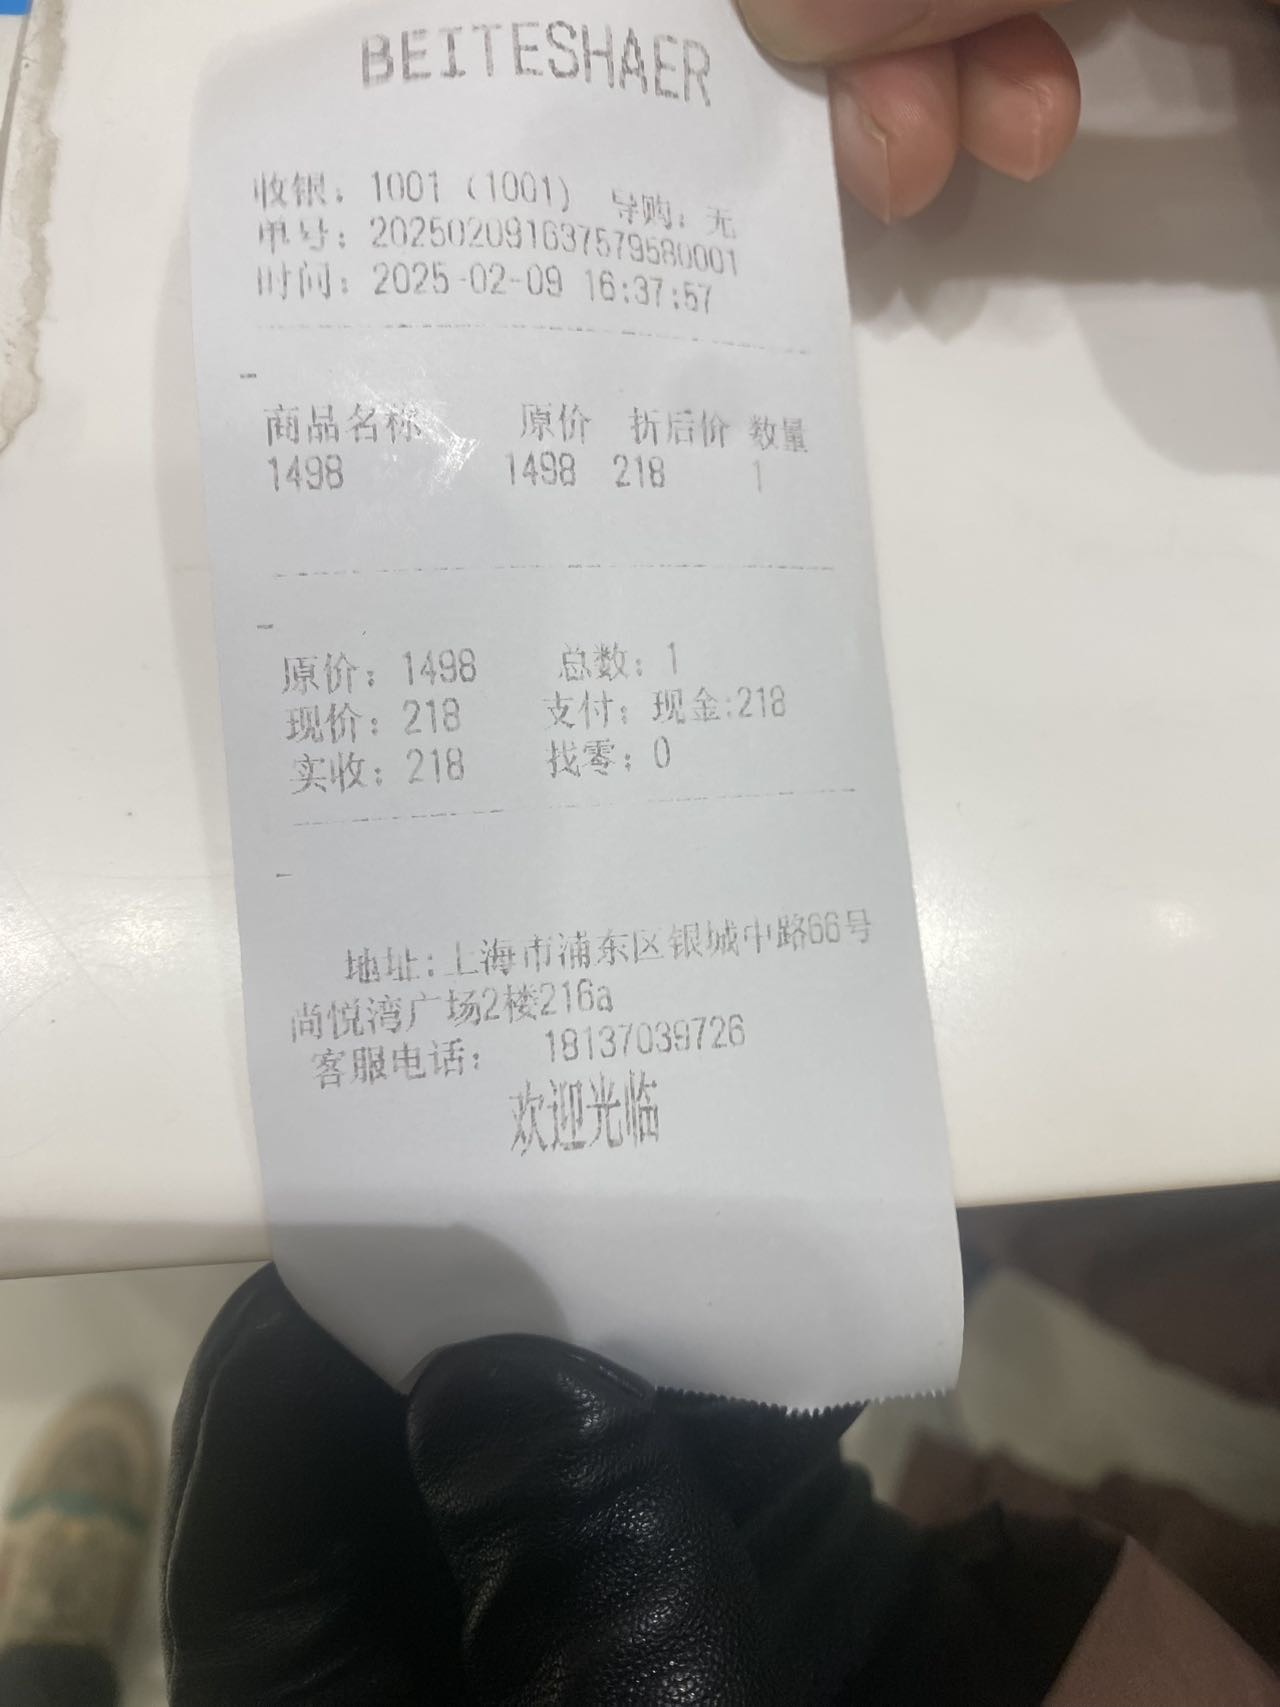 BEITESHAER
收银: 1001 (1001) 导购: 无
单号: 202502091637579580001
时间: 2025-02-09 16:37:57
-
商品名称 原价 折后价 数量
1498 1498 218 1
-
原价: 1498 总数: 1
现价: 218 支付: 现金:218
实收: 218 找零: 0
-
地址:上海市浦东区银城中路66号
尚悦湾广场2楼216a
客服电话: 18137039726
欢迎光临